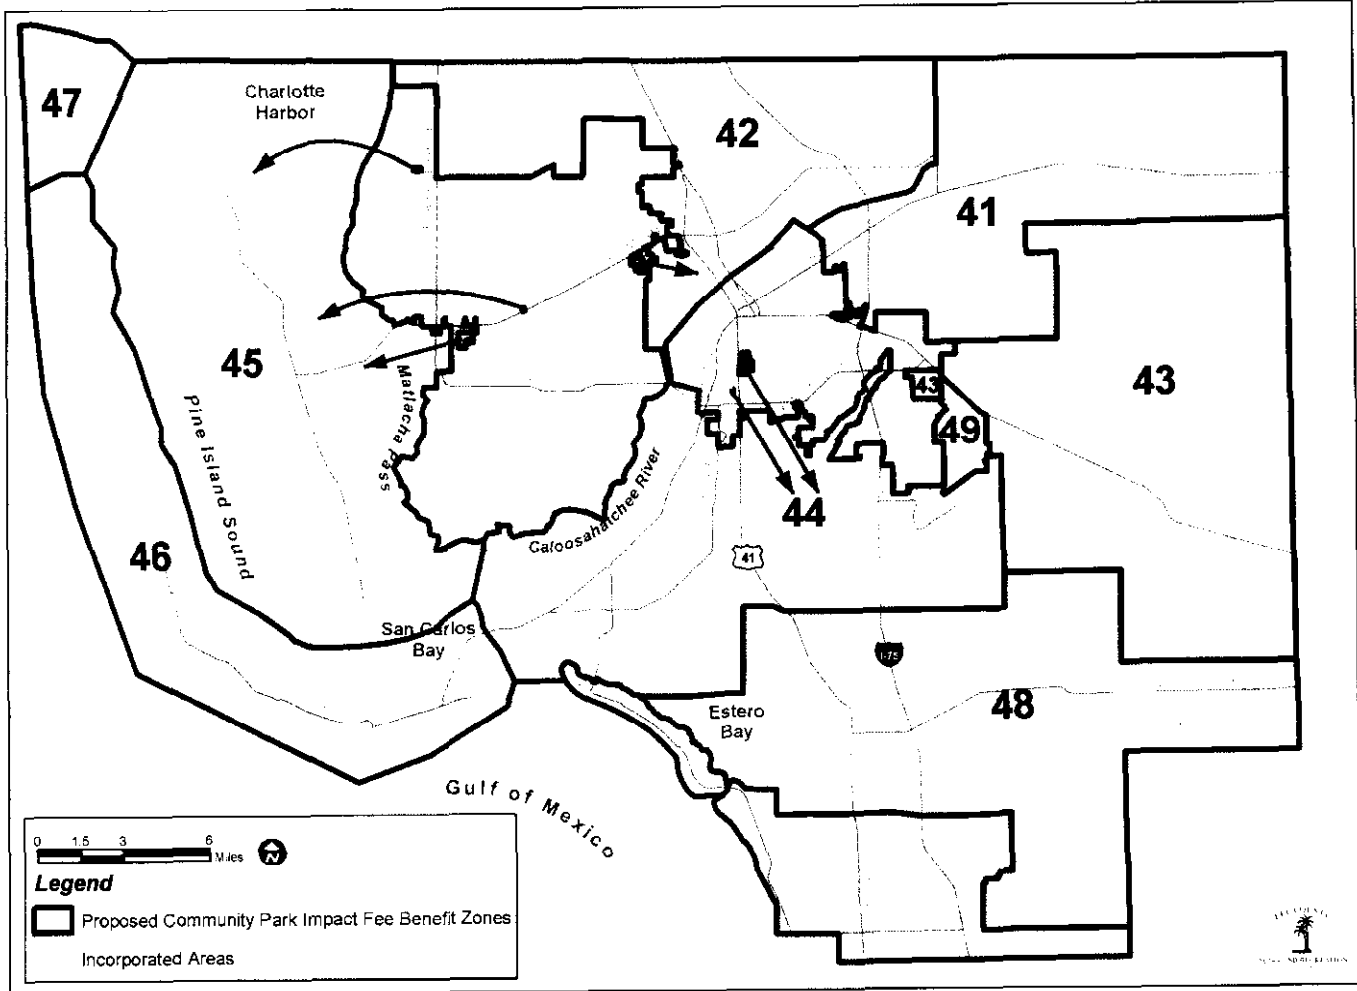 47
Charlotte
Harbor
42
41
45
43
43
49
Matlacha Pass
Pine Island Sound
44
Caloosahatchee River
41
46
San Carlos
Bay
I-75
48
Estero
Bay
Gulf of Mexico
0 1.5 3 6
Miles
N
Legend
Proposed Community Park Impact Fee Benefit Zones
Incorporated Areas
LEE COUNTY